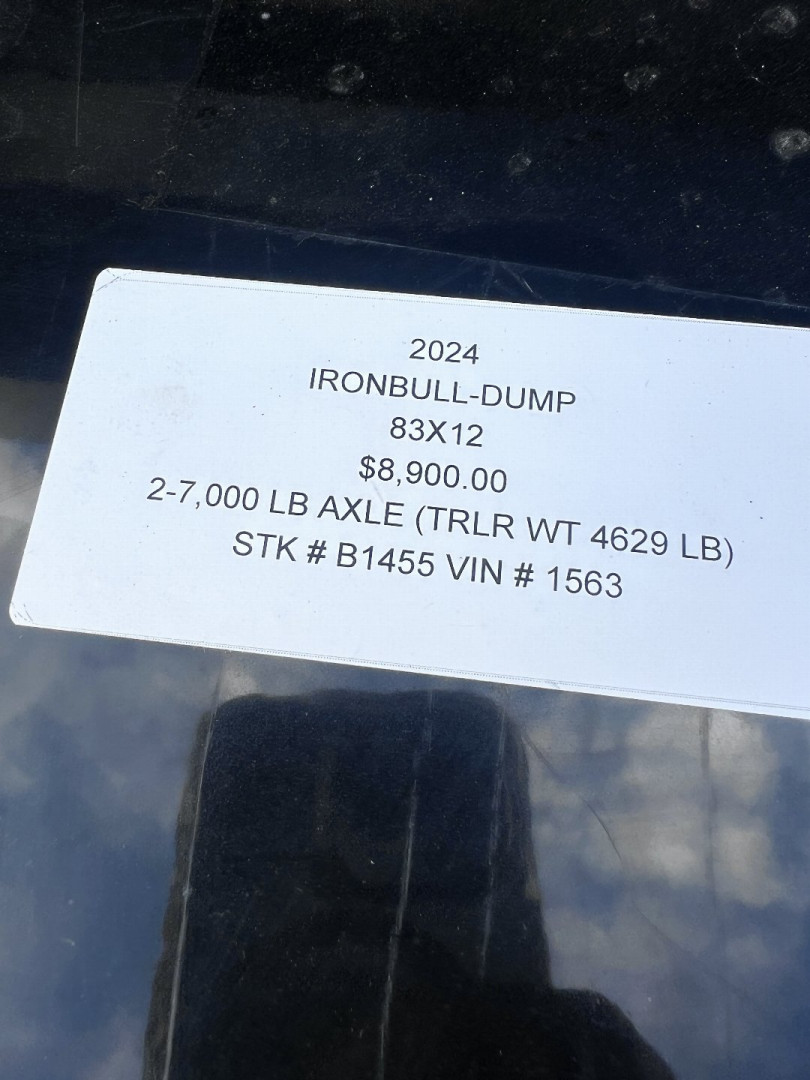 2024
IRONBULL-DUMP
83X12
$8,900.00
2-7,000 LB AXLE (TRLR WT 4629 LB)
STK # B1455 VIN # 1563